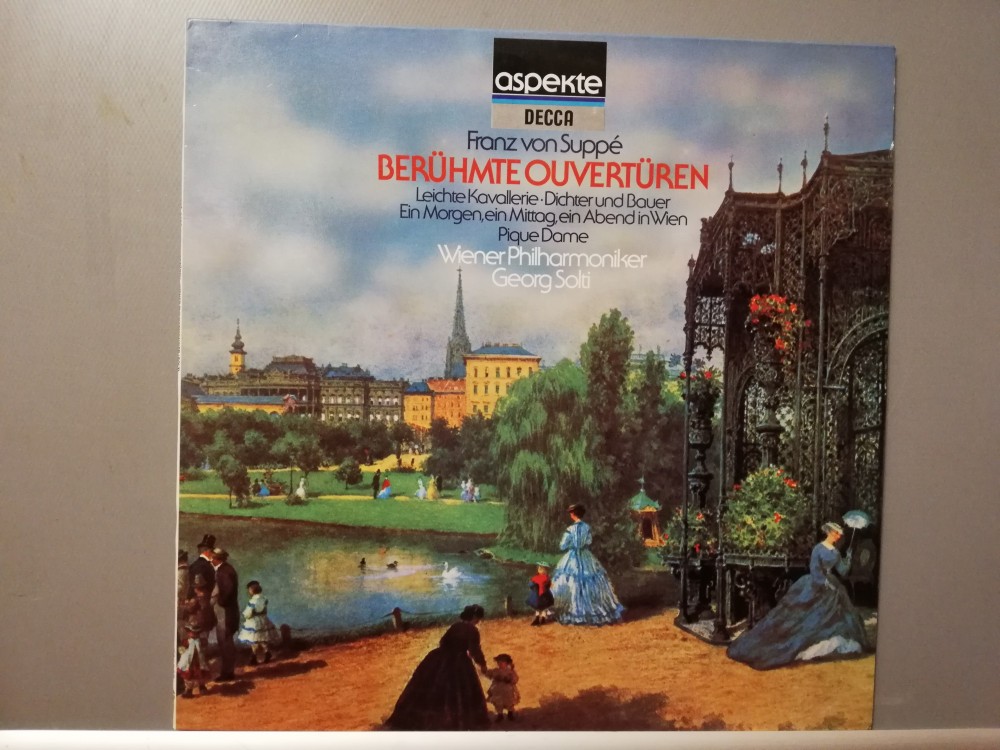 aspekte
DECCA
Franz von Suppé
BERÜHMTE OUVERTÜREN
Leichte Kavallerie · Dichter und Bauer
Ein Morgen, ein Mittag, ein Abend in Wien
Pique Dame
Wiener Philharmoniker
Georg Solti